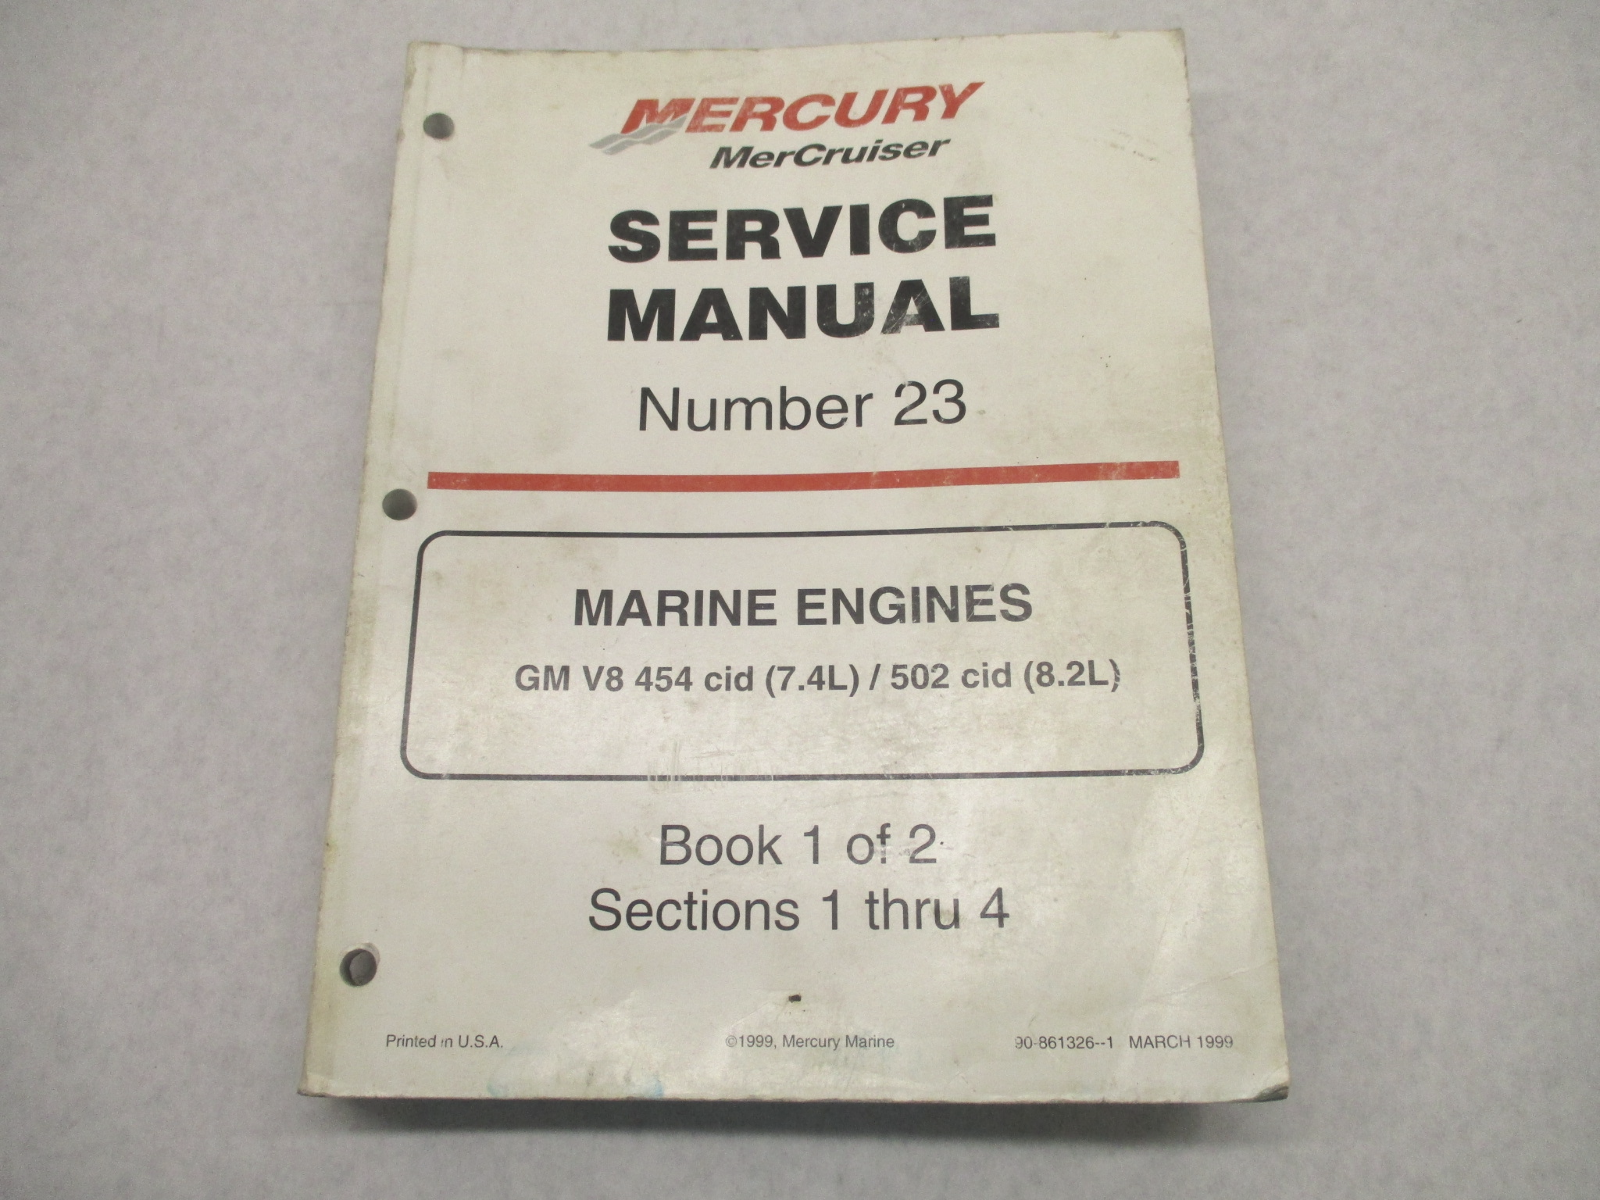 MERCURY
MerCruiser
SERVICE
MANUAL
Number 23
MARINE ENGINES
GM V8 454 cid (7.4L) / 502 cid (8.2L)
Book 1 of 2
Sections 1 thru 4
Printed in U.S.A. ©1999, Mercury Marine 90-861326--1 MARCH 1999